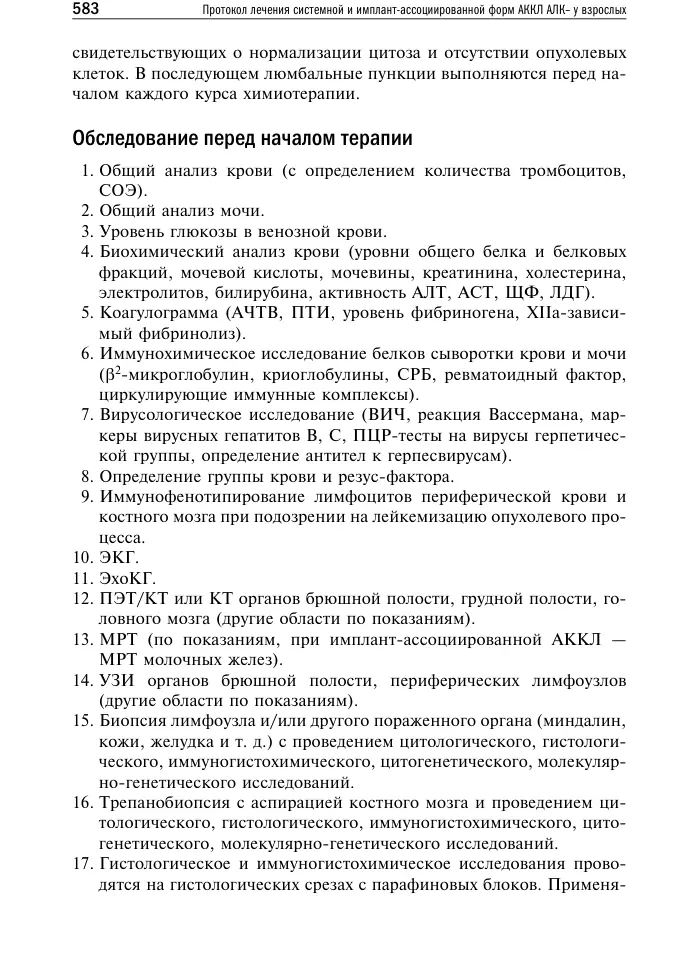 583
Протокол лечения системной и имплант-ассоциированной форм АККЛ АЛК– у взрослых
свидетельствующих о нормализации цитоза и отсутствии опухолевых
клеток. В последующем люмбальные пункции выполняются перед на-
чалом каждого курса химиотерапии.
Обследование перед началом терапии
1. Общий анализ крови (с определением количества тромбоцитов,
СОЭ).
2. Общий анализ мочи.
3. Уровень глюкозы в венозной крови.
4. Биохимический анализ крови (уровни общего белка и белковых
фракций, мочевой кислоты, мочевины, креатинина, холестерина,
электролитов, билирубина, активность АЛТ, АСТ, ЩФ, ЛДГ).
5. Коагулограмма (АЧТВ, ПТИ, уровень фибриногена, XIIа-зависи-
мый фибринолиз).
6. Иммунохимическое исследование белков сыворотки крови и мочи
(β²-микроглобулин, криоглобулины, СРБ, ревматоидный фактор,
циркулирующие иммунные комплексы).
7. Вирусологическое исследование (ВИЧ, реакция Вассермана, мар-
керы вирусных гепатитов В, С, ПЦР-тесты на вирусы герпетичес-
кой группы, определение антител к герпесвирусам).
8. Определение группы крови и резус-фактора.
9. Иммунофенотипирование лимфоцитов периферической крови и
костного мозга при подозрении на лейкемизацию опухолевого про-
цесса.
10. ЭКГ.
11. ЭхоКГ.
12. ПЭТ/КТ или КТ органов брюшной полости, грудной полости, го-
ловного мозга (другие области по показаниям).
13. МРТ (по показаниям, при имплант-ассоциированной АККЛ —
МРТ молочных желез).
14. УЗИ органов брюшной полости, периферических лимфоузлов
(другие области по показаниям).
15. Биопсия лимфоузла и/или другого пораженного органа (миндалин,
кожи, желудка и т. д.) с проведением цитологического, гистологи-
ческого, иммуногистохимического, цитогенетического, молекуляр-
но-генетического исследований.
16. Трепанобиопсия с аспирацией костного мозга и проведением ци-
тологического, гистологического, иммуногистохимического, цито-
генетического, молекулярно-генетического исследований.
17. Гистологическое и иммуногистохимическое исследования прово-
дятся на гистологических срезах с парафиновых блоков. Применя-